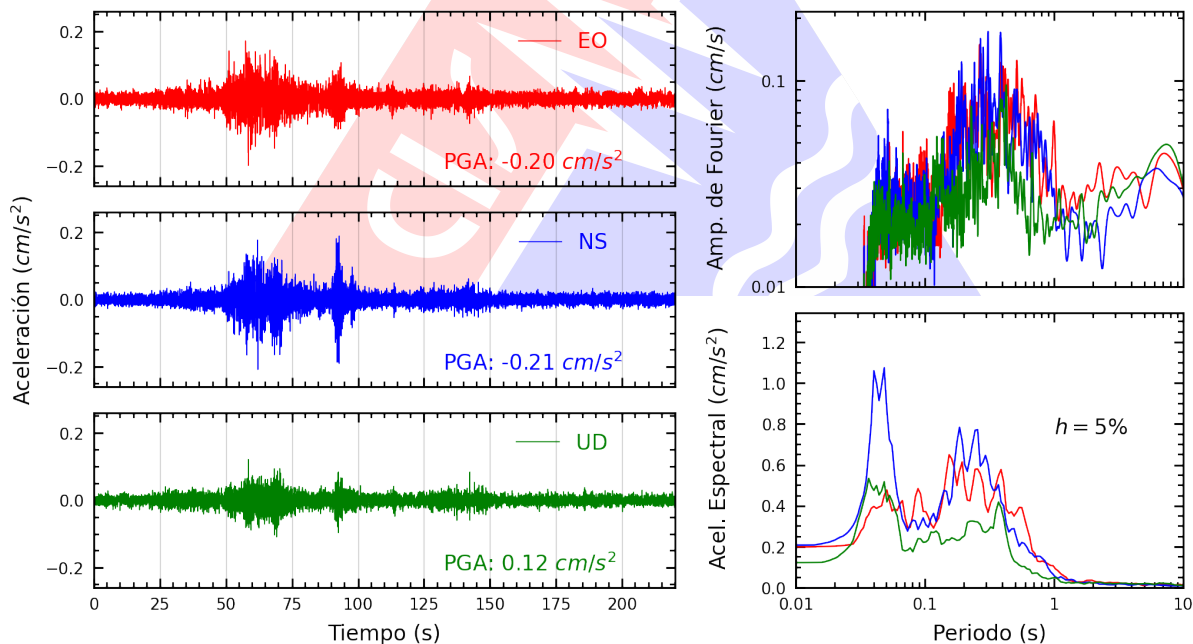 0.2
0.0
−0.2
EO
PGA: -0.20 cm/s²
0.2
0.0
−0.2
NS
PGA: -0.21 cm/s²
0.2
0.0
−0.2
UD
PGA: 0.12 cm/s²
0 25 50 75 100 125 150 175 200
Tiempo (s)
Aceleración (cm/s²)
0.1
0.01
Amp. de Fourier (cm/s)
1.2
1.0
0.8
0.6
0.4
0.2
0.0
h = 5%
0.01 0.1 1 10
Periodo (s)
Acel. Espectral (cm/s²)